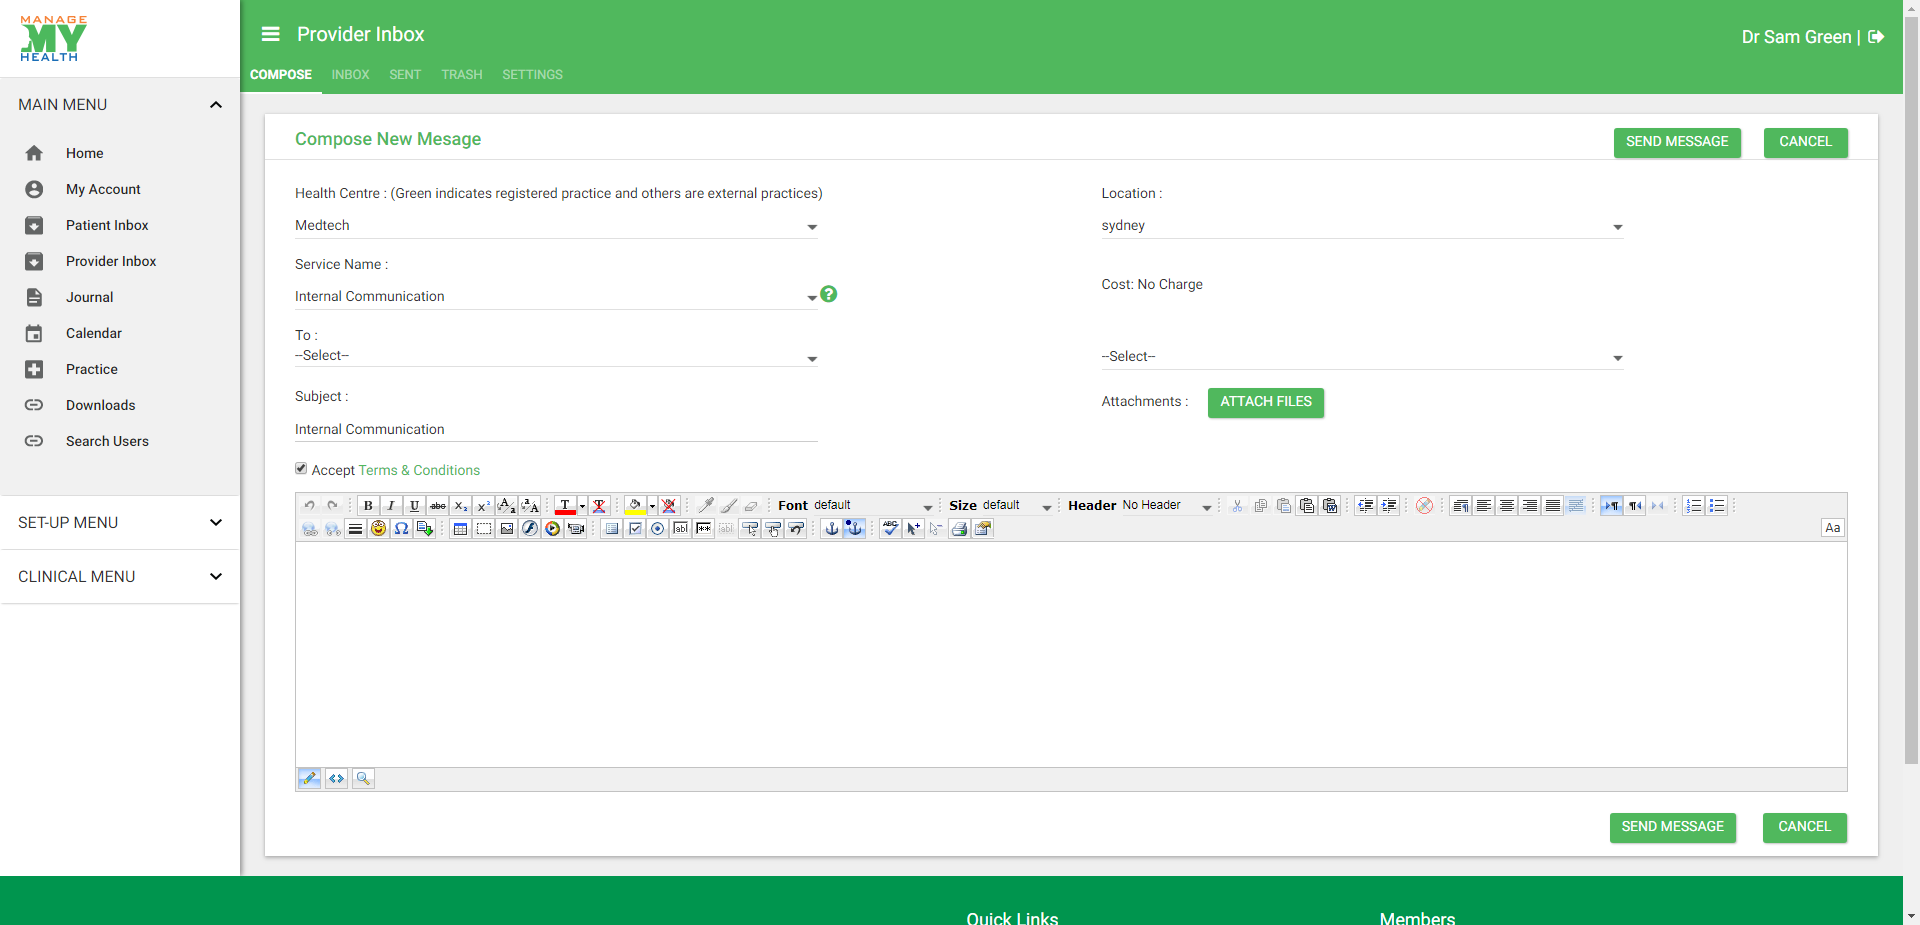 MANAGE
MY
HEALTH
Provider Inbox
Dr Sam Green |
COMPOSE INBOX SENT TRASH SETTINGS
MAIN MENU
Home
My Account
Patient Inbox
Provider Inbox
Journal
Calendar
Practice
Downloads
Search Users
SET-UP MENU
CLINICAL MENU
Compose New Mesage
SEND MESSAGE CANCEL
Health Centre : (Green indicates registered practice and others are external practices)
Medtech
Location :
sydney
Service Name :
Internal Communication
Cost: No Charge
To :
--Select--
--Select--
Subject :
Internal Communication
Attachments : ATTACH FILES
Accept Terms & Conditions
Font default Size default Header No Header
Aa
SEND MESSAGE CANCEL
Quick Links Members